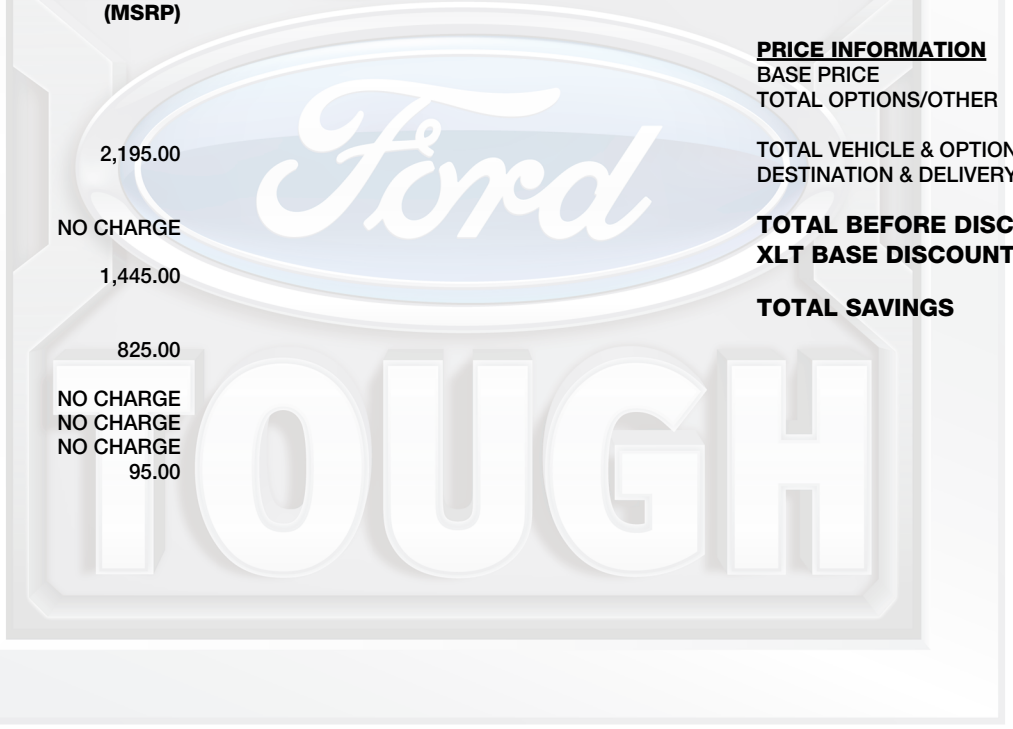 (MSRP)
2,195.00
NO CHARGE
1,445.00
825.00
NO CHARGE
NO CHARGE
NO CHARGE
95.00
PRICE INFORMATION
BASE PRICE
TOTAL OPTIONS/OTHER
TOTAL VEHICLE & OPTION
DESTINATION & DELIVERY
TOTAL BEFORE DISC
XLT BASE DISCOUNT
TOTAL SAVINGS
Ford
TOUGH